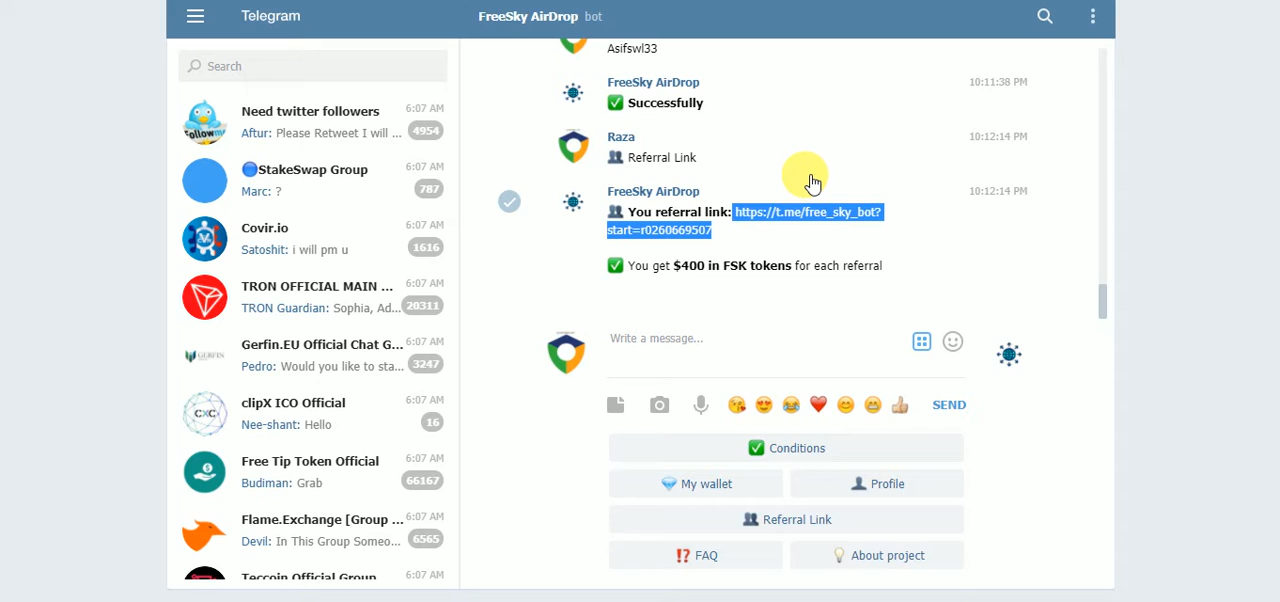 Telegram
FreeSky AirDrop bot
Search
Need twitter followers 6:07 AM
Aftur: Please Retweet I will ... 4954
StakeSwap Group 6:07 AM
Marc: ? 787
Covir.io 6:07 AM
Satoshit: i will pm u 1616
TRON OFFICIAL MAIN ... 6:07 AM
TRON Guardian: Sophia, Ad... 20311
Gerfin.EU Official Chat G... 6:07 AM
Pedro: Would you like to sta... 3247
clipX ICO Official 6:07 AM
Nee-shant: Hello 16
Free Tip Token Official 6:07 AM
Budiman: Grab 66167
Flame.Exchange [Group ... 6:07 AM
Devil: In This Group Someo... 6565
Teccoin Official Group 6:07 AM
Asifswl33
FreeSky AirDrop 10:11:38 PM
✅ Successfully
Raza 10:12:14 PM
👥 Referral Link
FreeSky AirDrop 10:12:14 PM
👥 You referral link: https://t.me/free_sky_bot?
start=r0260669507
✅ You get $400 in FSK tokens for each referral
Write a message...
SEND
✅ Conditions
💎 My wallet
👤 Profile
👥 Referral Link
⁉️ FAQ
💡 About project